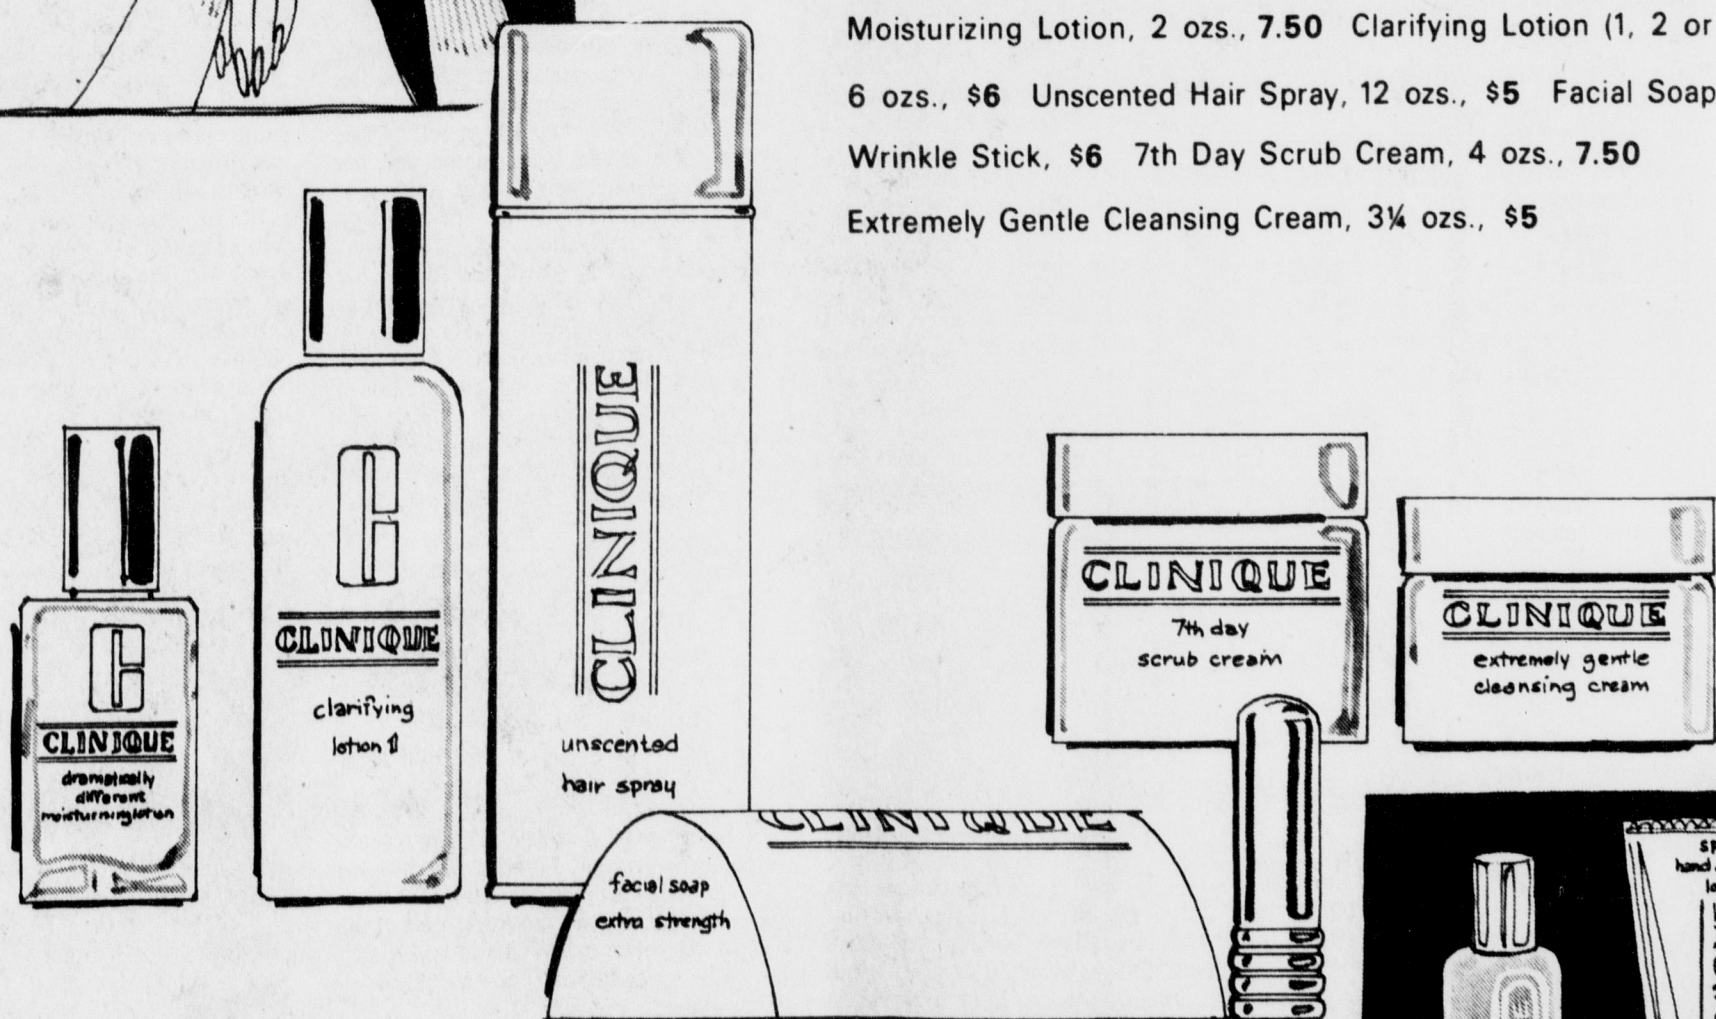 Moisturizing Lotion, 2 ozs., 7.50 Clarifying Lotion (1, 2 or
6 ozs., $6 Unscented Hair Spray, 12 ozs., $5 Facial Soap
Wrinkle Stick, $6 7th Day Scrub Cream, 4 ozs., 7.50
Extremely Gentle Cleansing Cream, 3¼ ozs., $5
CLINIQUE
dramatically
different
CLINIQUE
clarifying
lotion 1
CLINIQUE
unscented
hair spray
CLINIQUE
facial soap
extra strength
CLINIQUE
7th day
scrub cream
CLINIQUE
extremely gentle
cleansing cream
hand